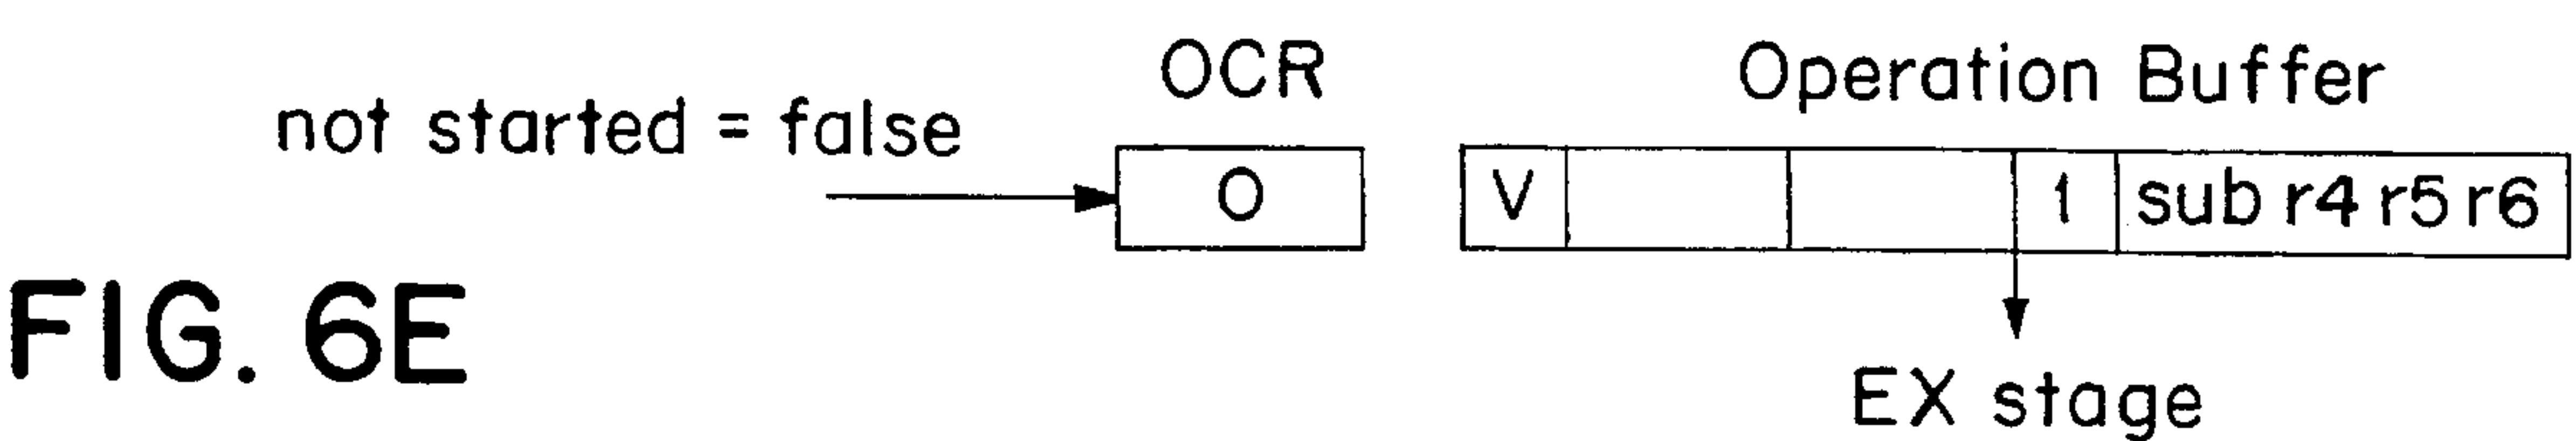 OCR
Operation Buffer
not started = false
0
V
1
sub r4 r5 r6
FIG. 6E
EX stage